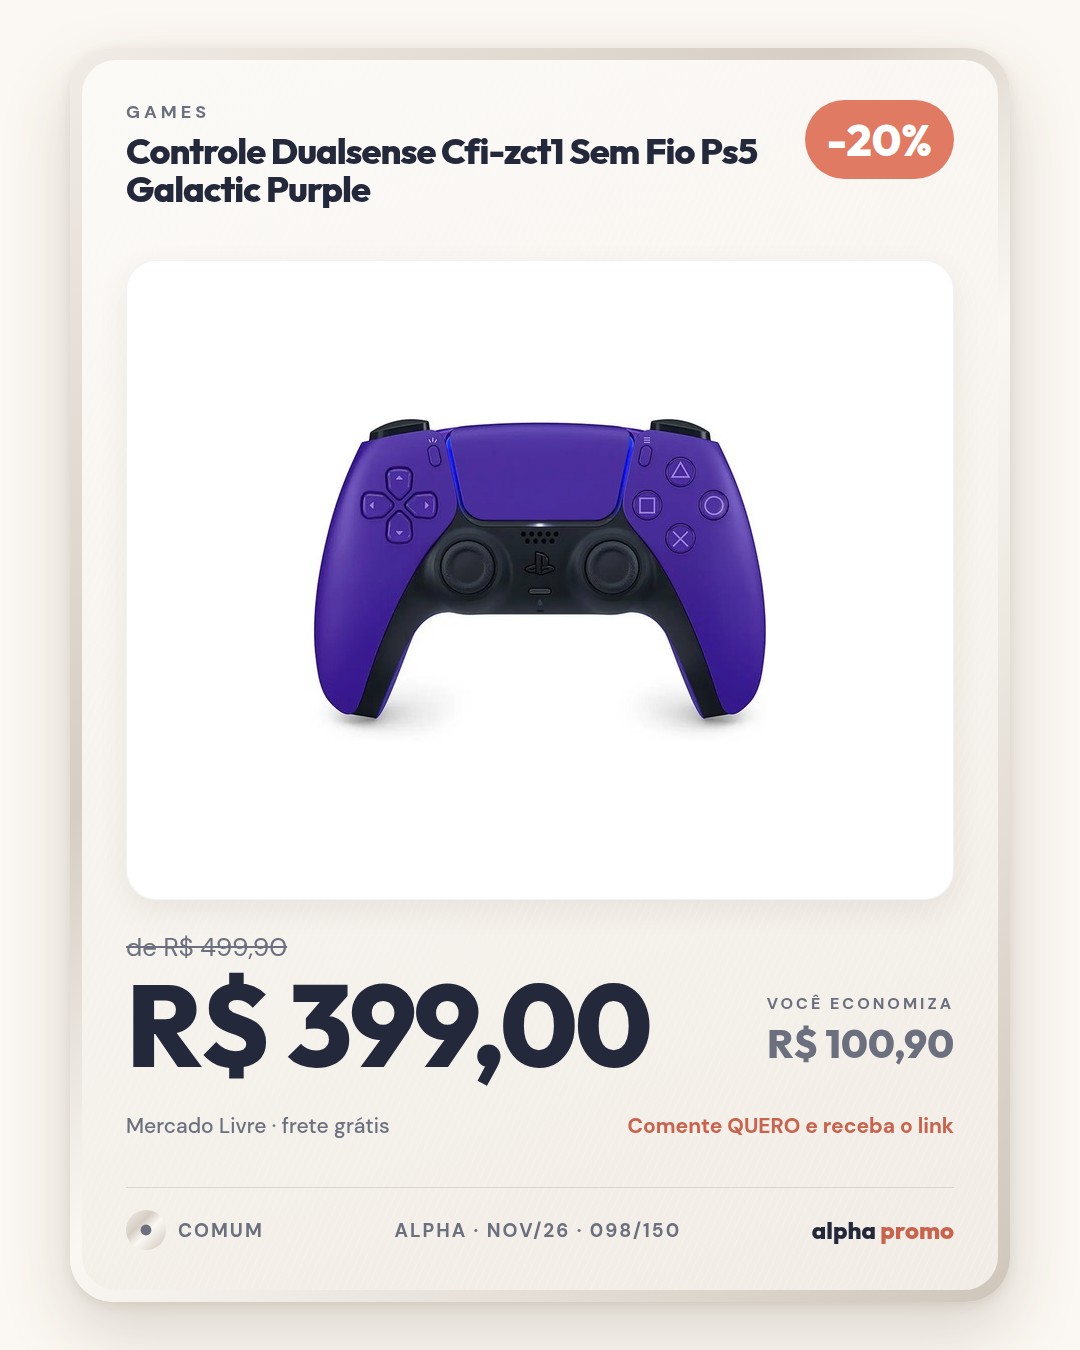 GAMES
Controle Dualsense Cfi-zct1 Sem Fio Ps5
Galactic Purple
-20%
de R$ 499,90
R$ 399,00
VOCÊ ECONOMIZA
R$ 100,90
Mercado Livre · frete grátis
Comente QUERO e receba o link
COMUM
ALPHA · NOV/26 · 098/150
alpha promo